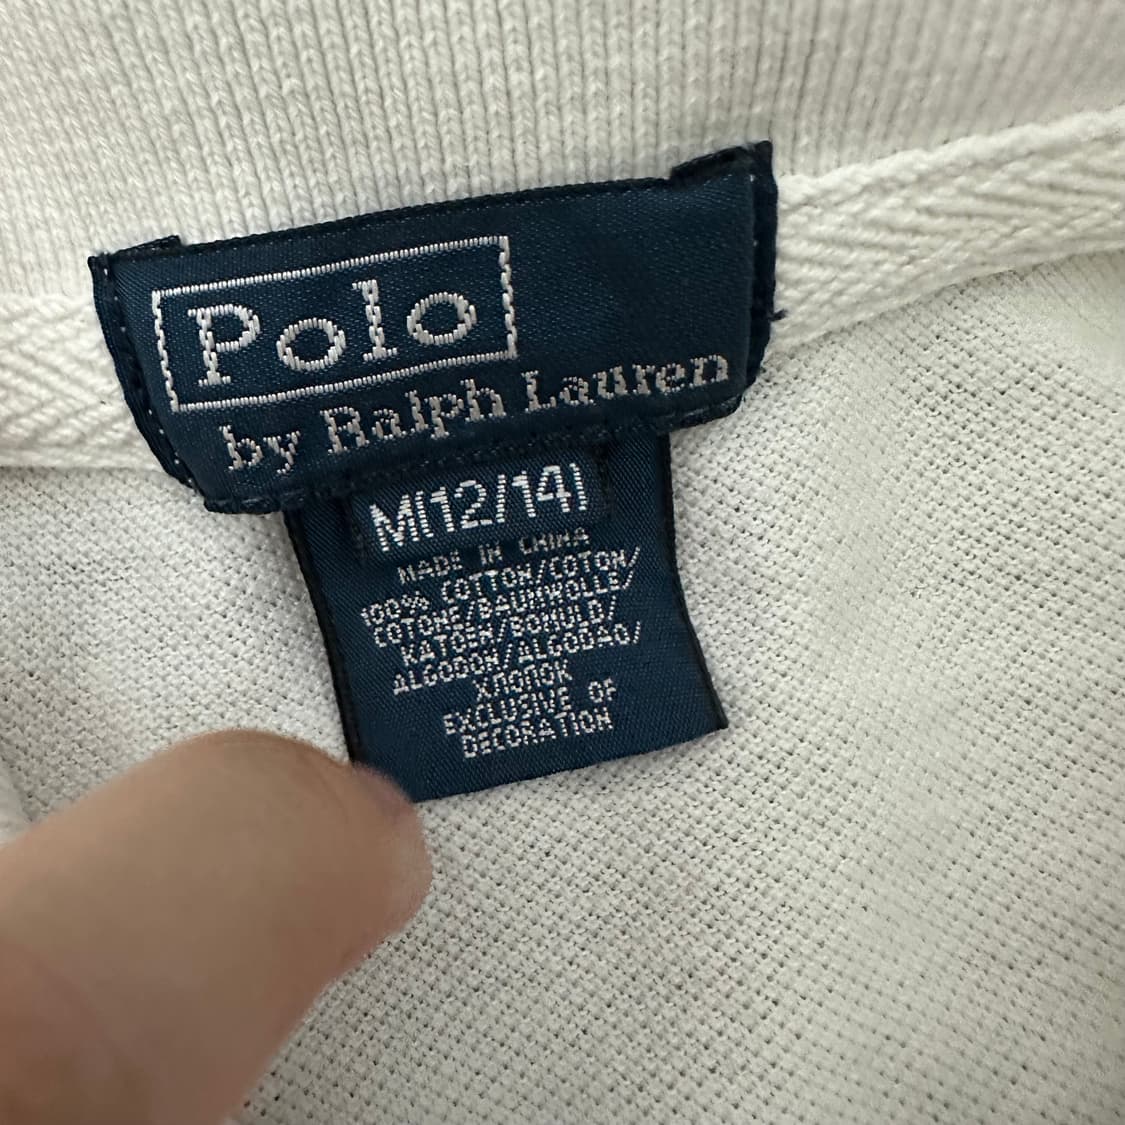 Polo
by Ralph Lauren
M(12/14)
MADE IN CHINA
100% COTTON/COTON/
COTONE/BAUMWOLLE/
KATOEN/BOMULD/
ALGODON/ALGODAO/
ХЛОПОК
EXCLUSIVE OF
DECORATION